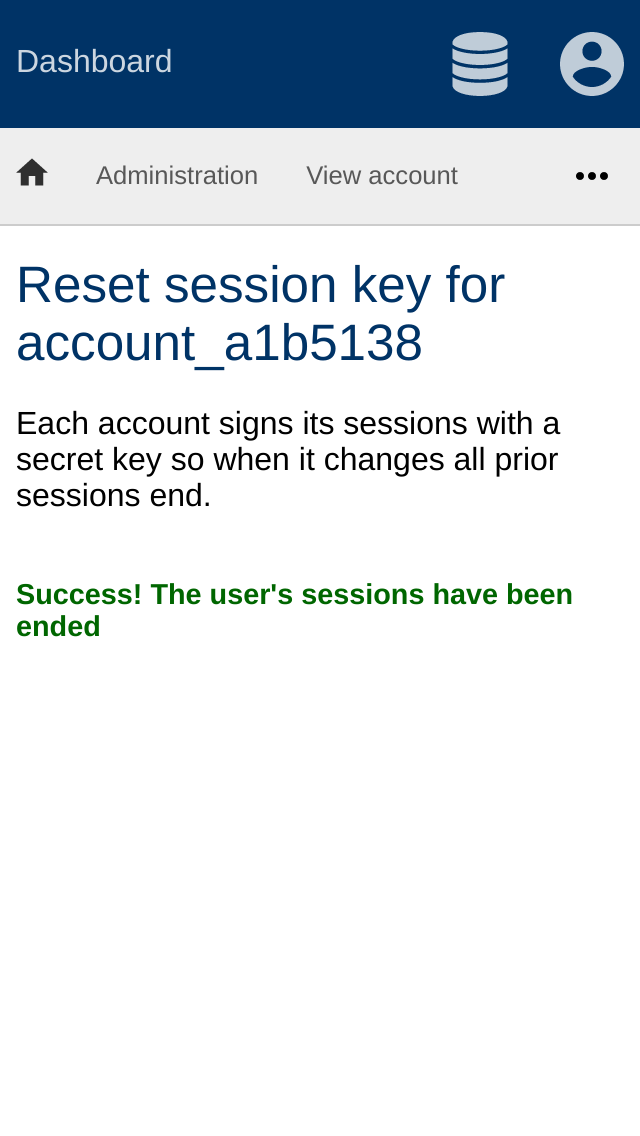 Dashboard
Administration View account
Reset session key for
account_a1b5138
Each account signs its sessions with a
secret key so when it changes all prior
sessions end.
Success! The user's sessions have been
ended